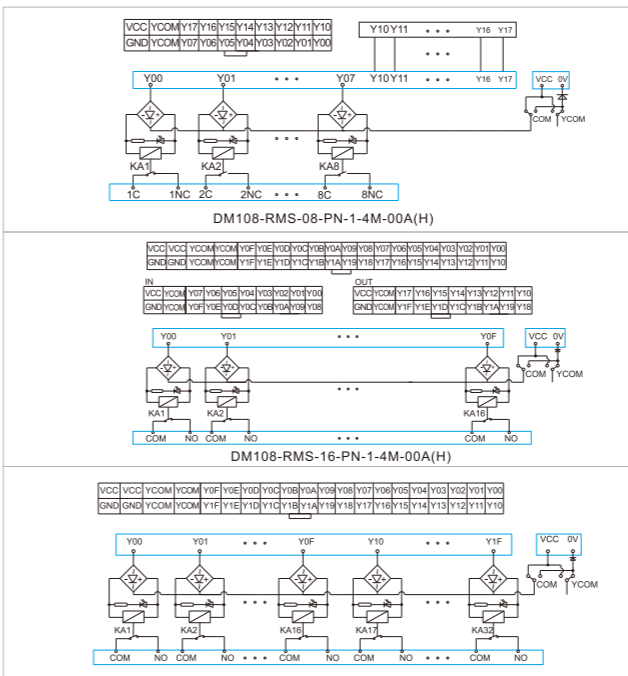 VCC YCOM Y17 Y16 Y15 Y14 Y13 Y12 Y11 Y10
GND YCOM Y07 Y06 Y05 Y04 Y03 Y02 Y01 Y00
Y10 Y11 • • • Y16 Y17
• • •
Y00 Y01 • • • Y07 Y10 Y11 • • • Y16 Y17
VCC 0V
COM YCOM
• • •
KA1 KA2 KA8
1C 1NC 2C 2NC • • • 8C 8NC
DM108-RMS-08-PN-1-4M-00A(H)
VCC VCC YCOM YCOM Y0F Y0E Y0D Y0C Y0B Y0A Y09 Y08 Y07 Y06 Y05 Y04 Y03 Y02 Y01 Y00
GND GND YCOM YCOM Y1F Y1E Y1D Y1C Y1B Y1A Y19 Y18 Y17 Y16 Y15 Y14 Y13 Y12 Y11 Y10
IN OUT
VCC YCOM Y07 Y06 Y05 Y04 Y03 Y02 Y01 Y00 VCC YCOM Y17 Y16 Y15 Y14 Y13 Y12 Y11 Y10
GND YCOM Y0F Y0E Y0D Y0C Y0B Y0A Y09 Y08 GND YCOM Y1F Y1E Y1D Y1C Y1B Y1A Y19 Y18
Y00 Y01 • • • Y0F VCC 0V
COM YCOM
• • •
KA1 KA2 KA16
COM NO COM NO • • • COM NO
DM108-RMS-16-PN-1-4M-00A(H)
VCC VCC YCOM YCOM Y0F Y0E Y0D Y0C Y0B Y0A Y09 Y08 Y07 Y06 Y05 Y04 Y03 Y02 Y01 Y00
GND GND YCOM YCOM Y1F Y1E Y1D Y1C Y1B Y1A Y19 Y18 Y17 Y16 Y15 Y14 Y13 Y12 Y11 Y10
Y00 Y01 • • • Y0F Y10 • • • Y1F VCC 0V
COM YCOM
• • • • • •
KA1 KA2 KA16 KA17 KA32
COM NO COM NO • • • COM NO COM NO • • • COM NO